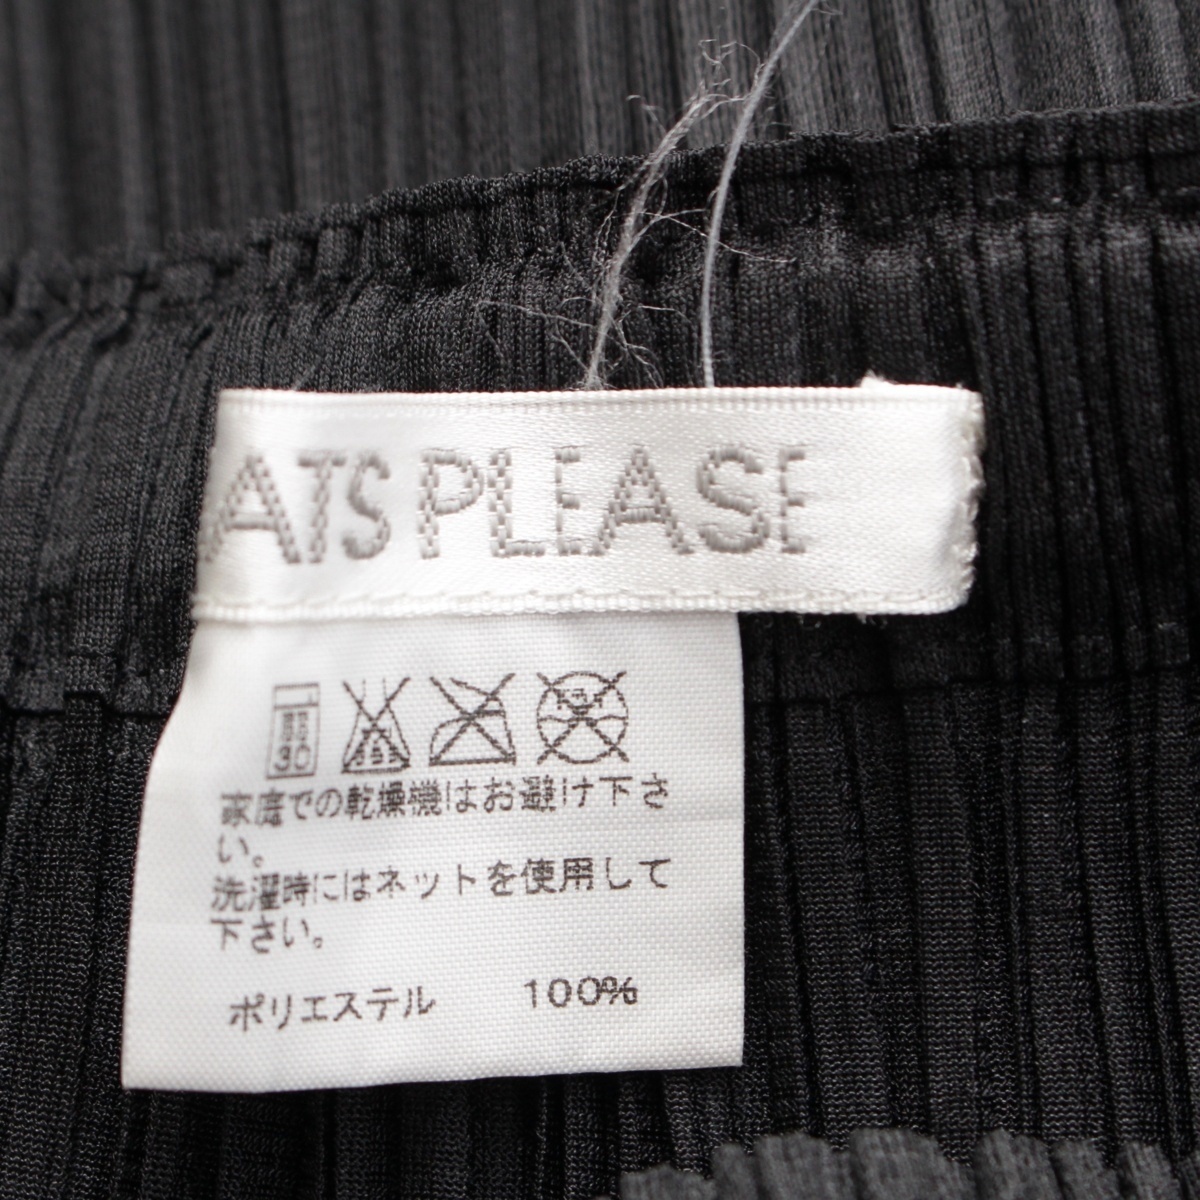 ATS PLEASE
30
家庭での乾燥機はお避け下さ
い。
洗濯時にはネットを使用して
下さい。
ポリエステル 100%